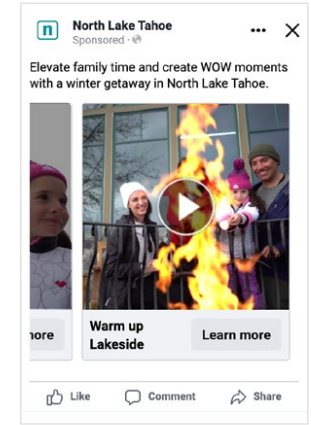 n
North Lake Tahoe
Sponsored ·
Elevate family time and create WOW moments
with a winter getaway in North Lake Tahoe.
Warm up
Lakeside
Learn more
Like
Comment
Share